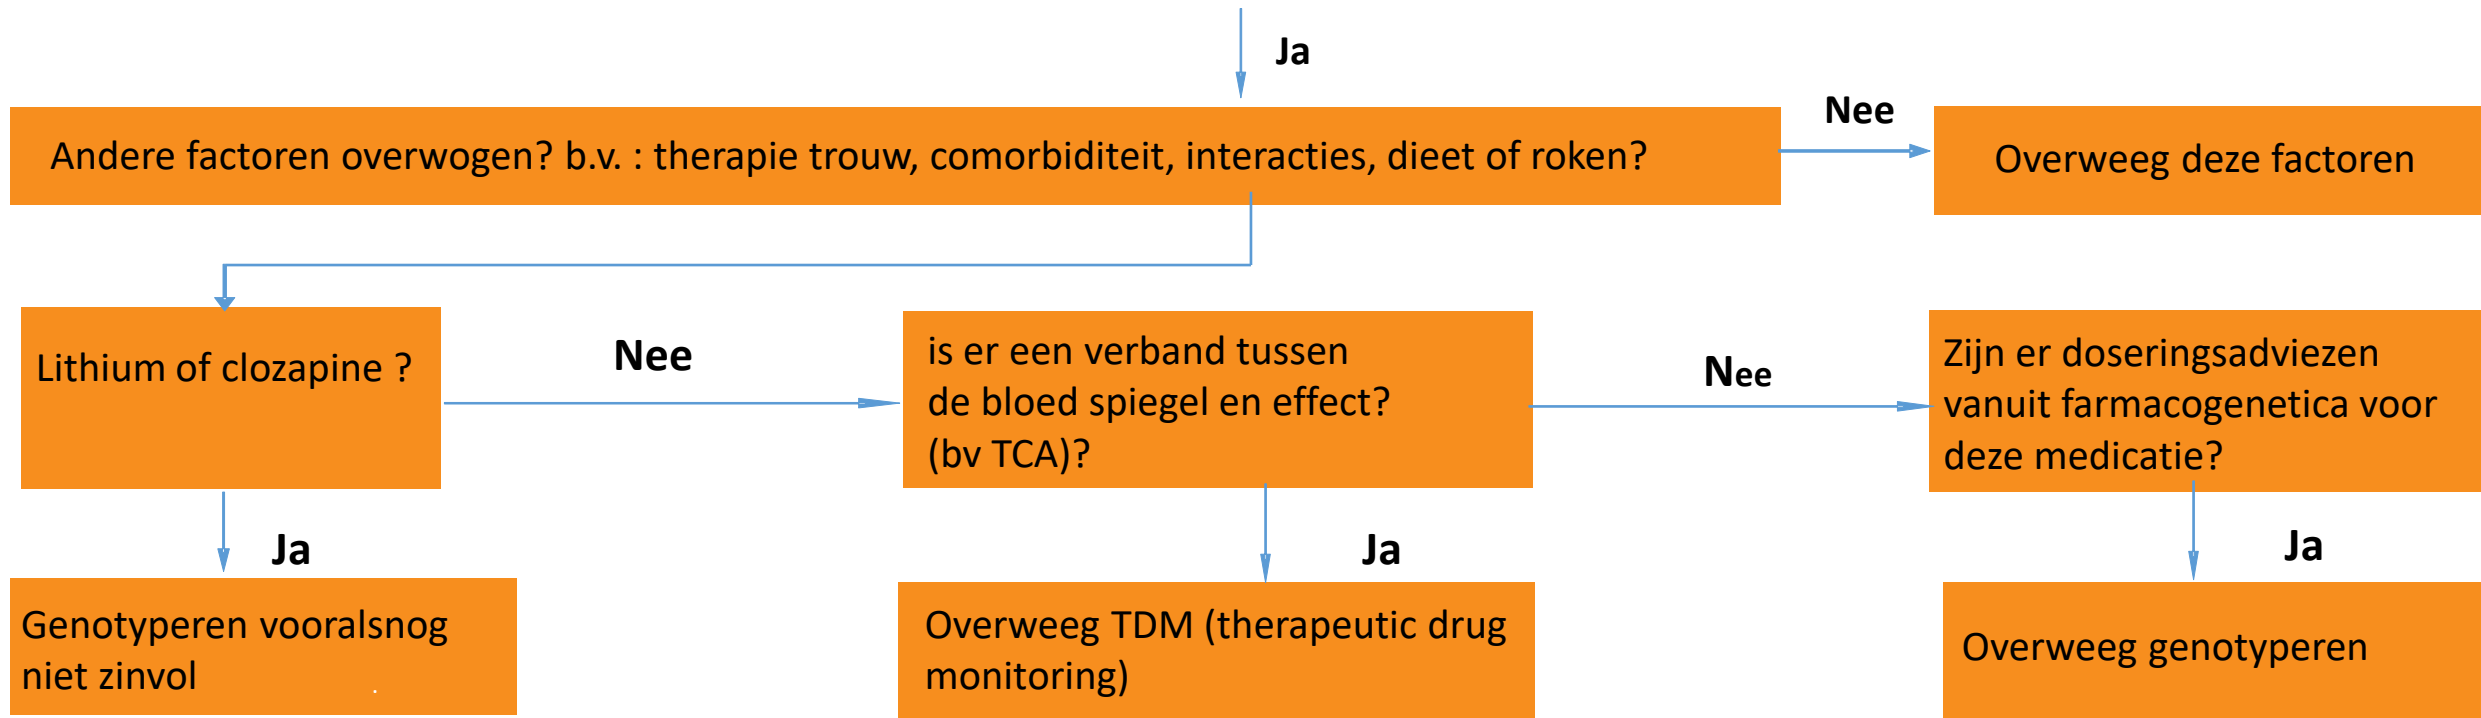 Ja
Nee
Andere factoren overwogen? b.v. : therapie trouw, comorbiditeit, interacties, dieet of roken?
Overweeg deze factoren
Lithium of clozapine ?
Nee
is er een verband tussen
de bloed spiegel en effect?
(bv TCA)?
Nee
Zijn er doseringsadviezen
vanuit farmacogenetica voor
deze medicatie?
Ja
Ja
Ja
Genotyperen vooralsnog
niet zinvol
Overweeg TDM (therapeutic drug
monitoring)
Overweeg genotyperen